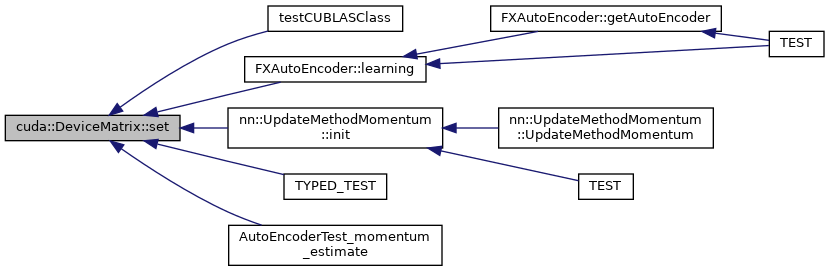 testCUBLASClass
FXAutoEncoder::getAutoEncoder
TEST
FXAutoEncoder::learning
cuda::DeviceMatrix::set
nn::UpdateMethodMomentum
::init
nn::UpdateMethodMomentum
::UpdateMethodMomentum
TYPED_TEST
TEST
AutoEncoderTest_momentum
_estimate